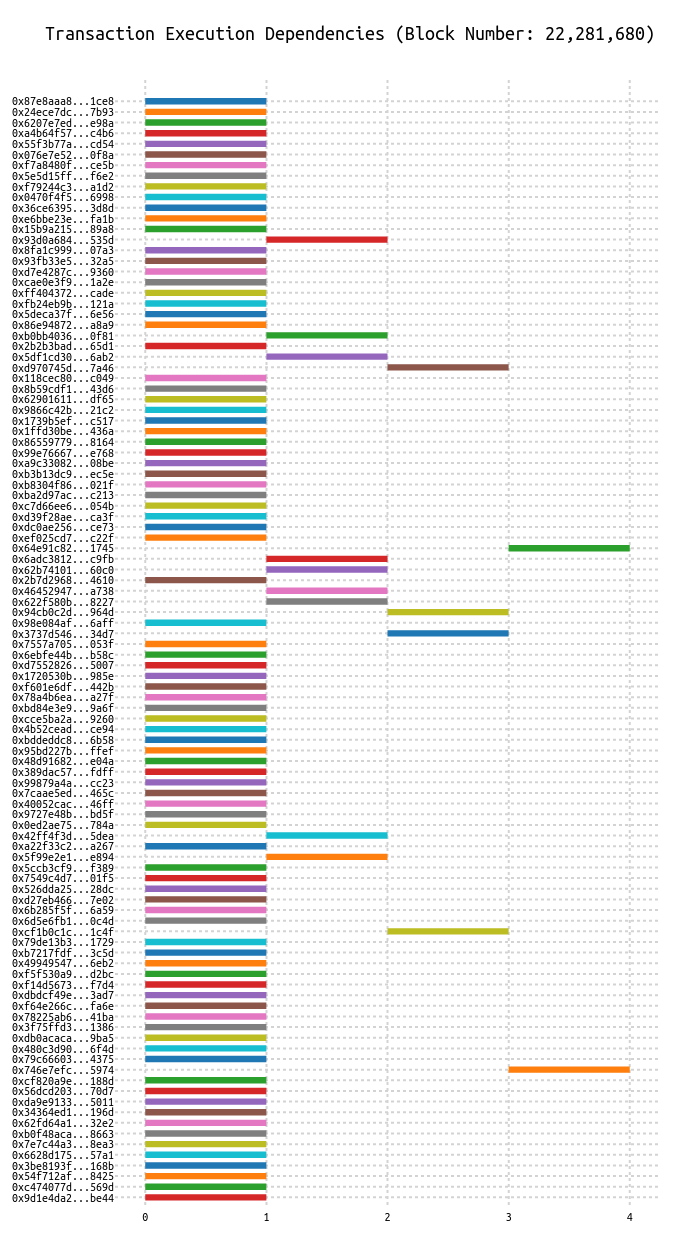 Transaction Execution Dependencies (Block Number: 22,281,680)
0x87e8aaa8...1ce8
0x24ece7dc...7b93
0x6207e7ed...e98a
0xa4b64f57...c4b6
0x55f3b77a...cd54
0x076e7e52...0f8a
0xf7a8480f...ce5b
0x5e5d15ff...f6e2
0xf79244c3...a1d2
0x0470f4f5...6998
0x36ce6395...3d8d
0xe6bbe23e...fa1b
0x15b9a215...89a8
0x93d0a684...535d
0x8fa1c999...07a3
0x93fb33e5...32a5
0xd7e4287c...9360
0xcae0e3f9...1a2e
0xff404372...cade
0xfb24eb9b...121a
0x5deca37f...6e56
0x86e94872...a8a9
0xb0bb4036...0f81
0x2b2b3bad...65d1
0x5df1cd30...6ab2
0xd970745d...7a46
0x118cec80...c049
0x8b59cdf1...43d6
0x62901611...df65
0x9866c42b...21c2
0x1739b5ef...c517
0x1ffd30be...436a
0x86559779...8164
0x99e76667...e768
0xa9c33082...08be
0xb3b13dc9...ec5e
0xb8304f86...021f
0xba2d97ac...c213
0xc7d66ee6...054b
0xd39f28ae...ca3f
0xdc0ae256...ce73
0xef025cd7...c22f
0x64e91c82...1745
0x6adc3812...c9fb
0x62b74101...60c0
0x2b7d2968...4610
0x46452947...a738
0x622f580b...8227
0x94cb0c2d...964d
0x98e084af...6aff
0x3737d546...34d7
0x7557a705...053f
0x6ebfe44b...b58c
0xd7552826...5007
0x1720530b...985e
0xf601e6df...442b
0x78a4b6ea...a27f
0xbd84e3e9...9a6f
0xcce5ba2a...9260
0x4b52cead...ce94
0xbddeddc8...6b58
0x95bd227b...ffef
0x48d91682...e04a
0x389dac57...fdff
0x99879a4a...cc23
0x7caae5ed...465c
0x40052cac...46ff
0x9727e48b...bd5f
0x0ed2ae75...784a
0x42ff4f3d...5dea
0xa22f33c2...a267
0x5f99e2e1...e894
0x5ccb3cf9...f389
0x7549c4d7...01f5
0x526dda25...28dc
0xd27eb466...7e02
0x6b285f5f...6a59
0x6d5e6fb1...0c4d
0xcf1b0c1c...1c4f
0x79de13b3...1729
0xb7217fdf...3c5d
0x49949547...6eb2
0xf5f530a9...d2bc
0xf14d5673...f7d4
0xdbdcf49e...3ad7
0xf64e266c...fa6e
0x78225ab6...41ba
0x3f75ffd3...1386
0xdb0acaca...9ba5
0x480c3d90...6f4d
0x79c66603...4375
0x746e7efc...5974
0xcf820a9e...188d
0x56dcd203...70d7
0xda9e9133...5011
0x34364ed1...196d
0x62fd64a1...32e2
0xb0f48aca...8663
0x7e7c44a3...8ea3
0x6628d175...57a1
0x3be8193f...168b
0x54f712af...8425
0xc474077d...569d
0x9d1e4da2...be44
0 1 2 3 4